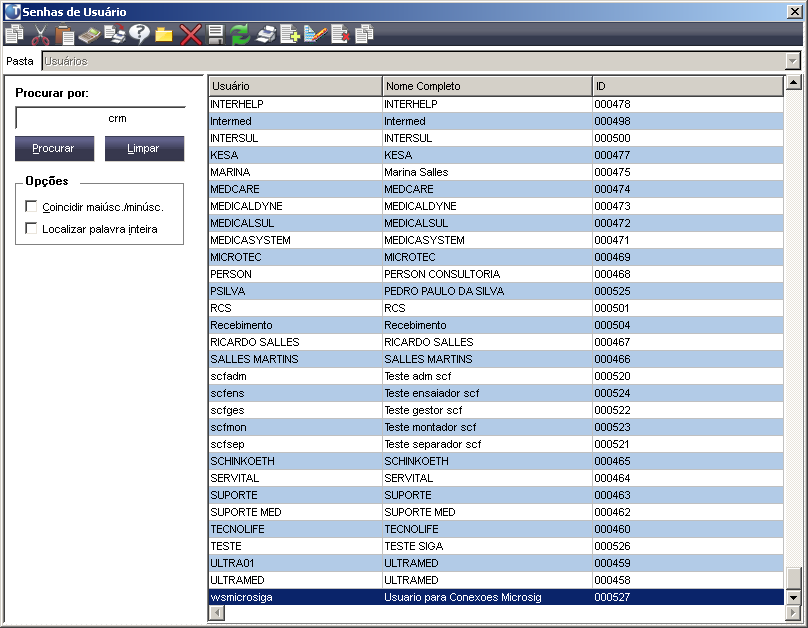 Senhas de Usuário
Pasta Usuários
Procurar por:
crm
Procurar Limpar
Opções
Coincidir maiúsc./minúsc.
Localizar palavra inteira
Usuário Nome Completo ID
INTERHELP INTERHELP 000478
Intermed Intermed 000498
INTERSUL INTERSUL 000500
KESA KESA 000477
MARINA Marina Salles 000475
MEDCARE MEDCARE 000474
MEDICALDYNE MEDICALDYNE 000473
MEDICALSUL MEDICALSUL 000472
MEDICASYSTEM MEDICASYSTEM 000471
MICROTEC MICROTEC 000469
PERSON PERSON CONSULTORIA 000468
PSILVA PEDRO PAULO DA SILVA 000525
RCS RCS 000501
Recebimento Recebimento 000504
RICARDO SALLES RICARDO SALLES 000467
SALLES MARTINS SALLES MARTINS 000466
scfadm Teste adm scf 000520
scfens Teste ensaiador scf 000524
scfges Teste gestor scf 000522
scfmon Teste montador scf 000523
scfsep Teste separador scf 000521
SCHINKOETH SCHINKOETH 000465
SERVITAL SERVITAL 000464
SUPORTE SUPORTE 000463
SUPORTE MED SUPORTE MED 000462
TECNOLIFE TECNOLIFE 000460
TESTE TESTE SIGA 000526
ULTRA01 ULTRAMED 000459
ULTRAMED ULTRAMED 000458
wsmicrosiga Usuario para Conexoes Microsig 000527